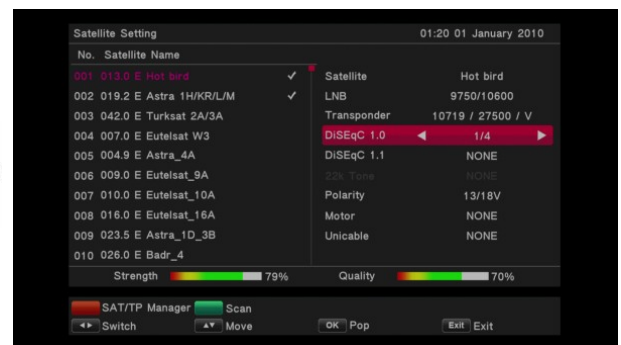 Satellite Setting 01:20 01 January 2010
No. Satellite Name
001 013.0 E Hot bird
002 019.2 E Astra 1H/KR/L/M
003 042.0 E Turksat 2A/3A
004 007.0 E Eutelsat W3
005 004.9 E Astra_4A
006 009.0 E Eutelsat_9A
007 010.0 E Eutelsat_10A
008 016.0 E Eutelsat_16A
009 023.5 E Astra_1D_3B
010 026.0 E Badr_4
Satellite Hot bird
LNB 9750/10600
Transponder 10719 / 27500 / V
DiSEqC 1.0 1/4
DiSEqC 1.1 NONE
22k Tone NONE
Polarity 13/18V
Motor NONE
Unicable NONE
Strength 79% Quality 70%
SAT/TP Manager Scan
Switch Move OK Pop Exit Exit